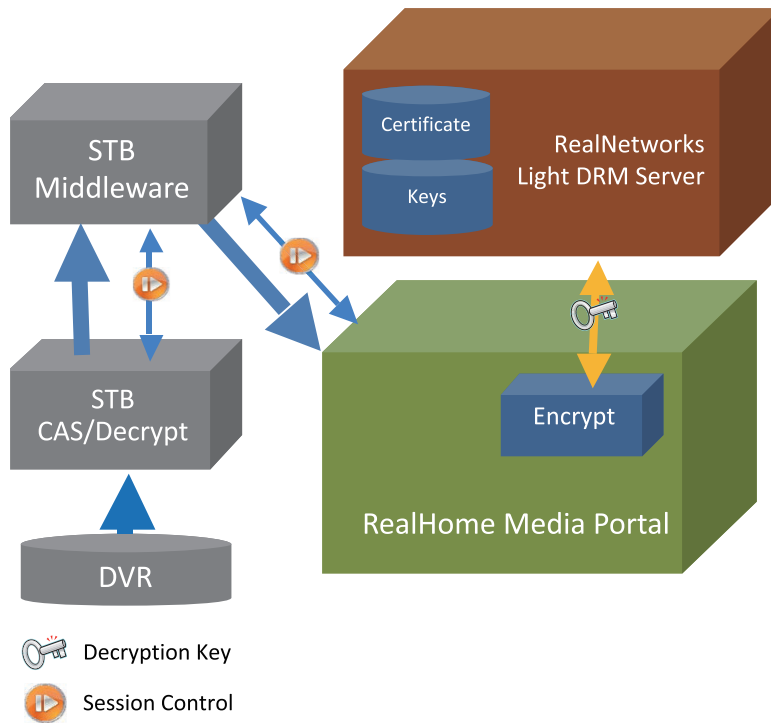 STB
Middleware
Certificate
Keys
RealNetworks
Light DRM Server
STB
CAS/Decrypt
Encrypt
RealHome Media Portal
DVR
Decryption Key
Session Control